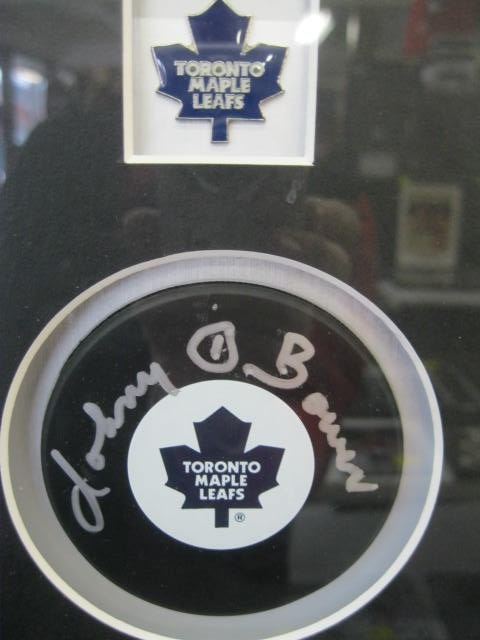 TORONTO
MAPLE
LEAFS
Johnny ① Bower
TORONTO
MAPLE
LEAFS
®